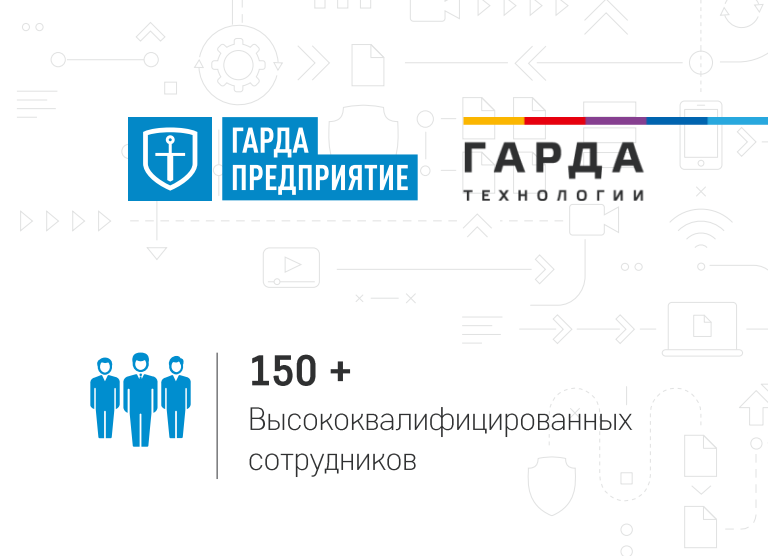 ГАРДА
ПРЕДПРИЯТИЕ
ГАРДА
ТЕХНОЛОГИИ
150 +
Высококвалифицированных
сотрудников